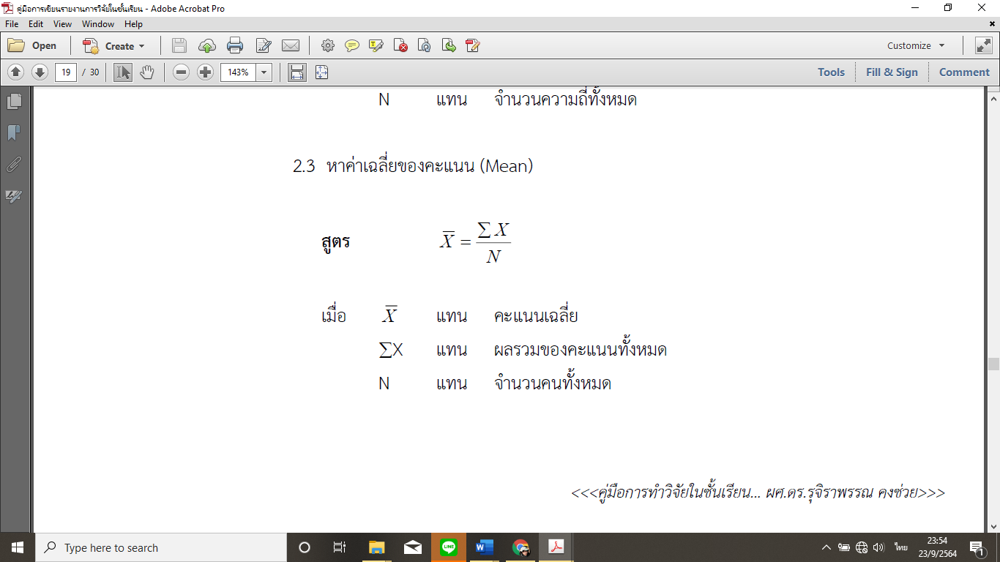 คู่มือการเขียนรายงานการวิจัยในชั้นเรียน - Adobe Acrobat Pro
File Edit View Window Help
Open Create Customize
19 / 30 143% Tools Fill & Sign Comment
N แทน จำนวนความถี่ทั้งหมด
2.3 หาค่าเฉลี่ยของคะแนน (Mean)
สูตร X̅ = ∑ X / N
เมื่อ X̅ แทน คะแนนเฉลี่ย
∑X แทน ผลรวมของคะแนนทั้งหมด
N แทน จำนวนคนทั้งหมด
<<<คู่มือการทำวิจัยในชั้นเรียน... ผศ.ดร.รุจิราพรรณ คงช่วย>>>
Type here to search LINE ไทย 23:54
23/9/2564 1